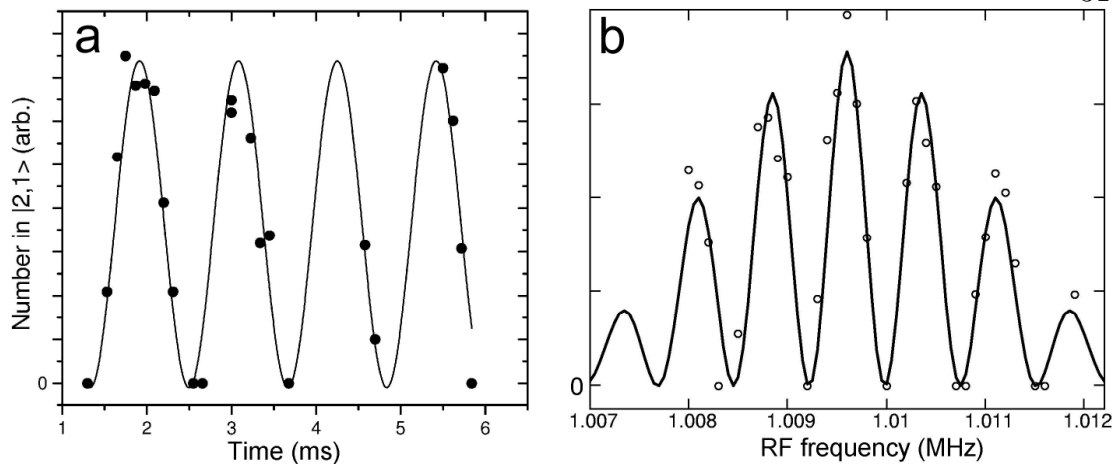 a
Number in |2,1> (arb.)
0
1 2 3 4 5 6
Time (ms)
b
0
1.007 1.008 1.009 1.01 1.011 1.012
RF frequency (MHz)